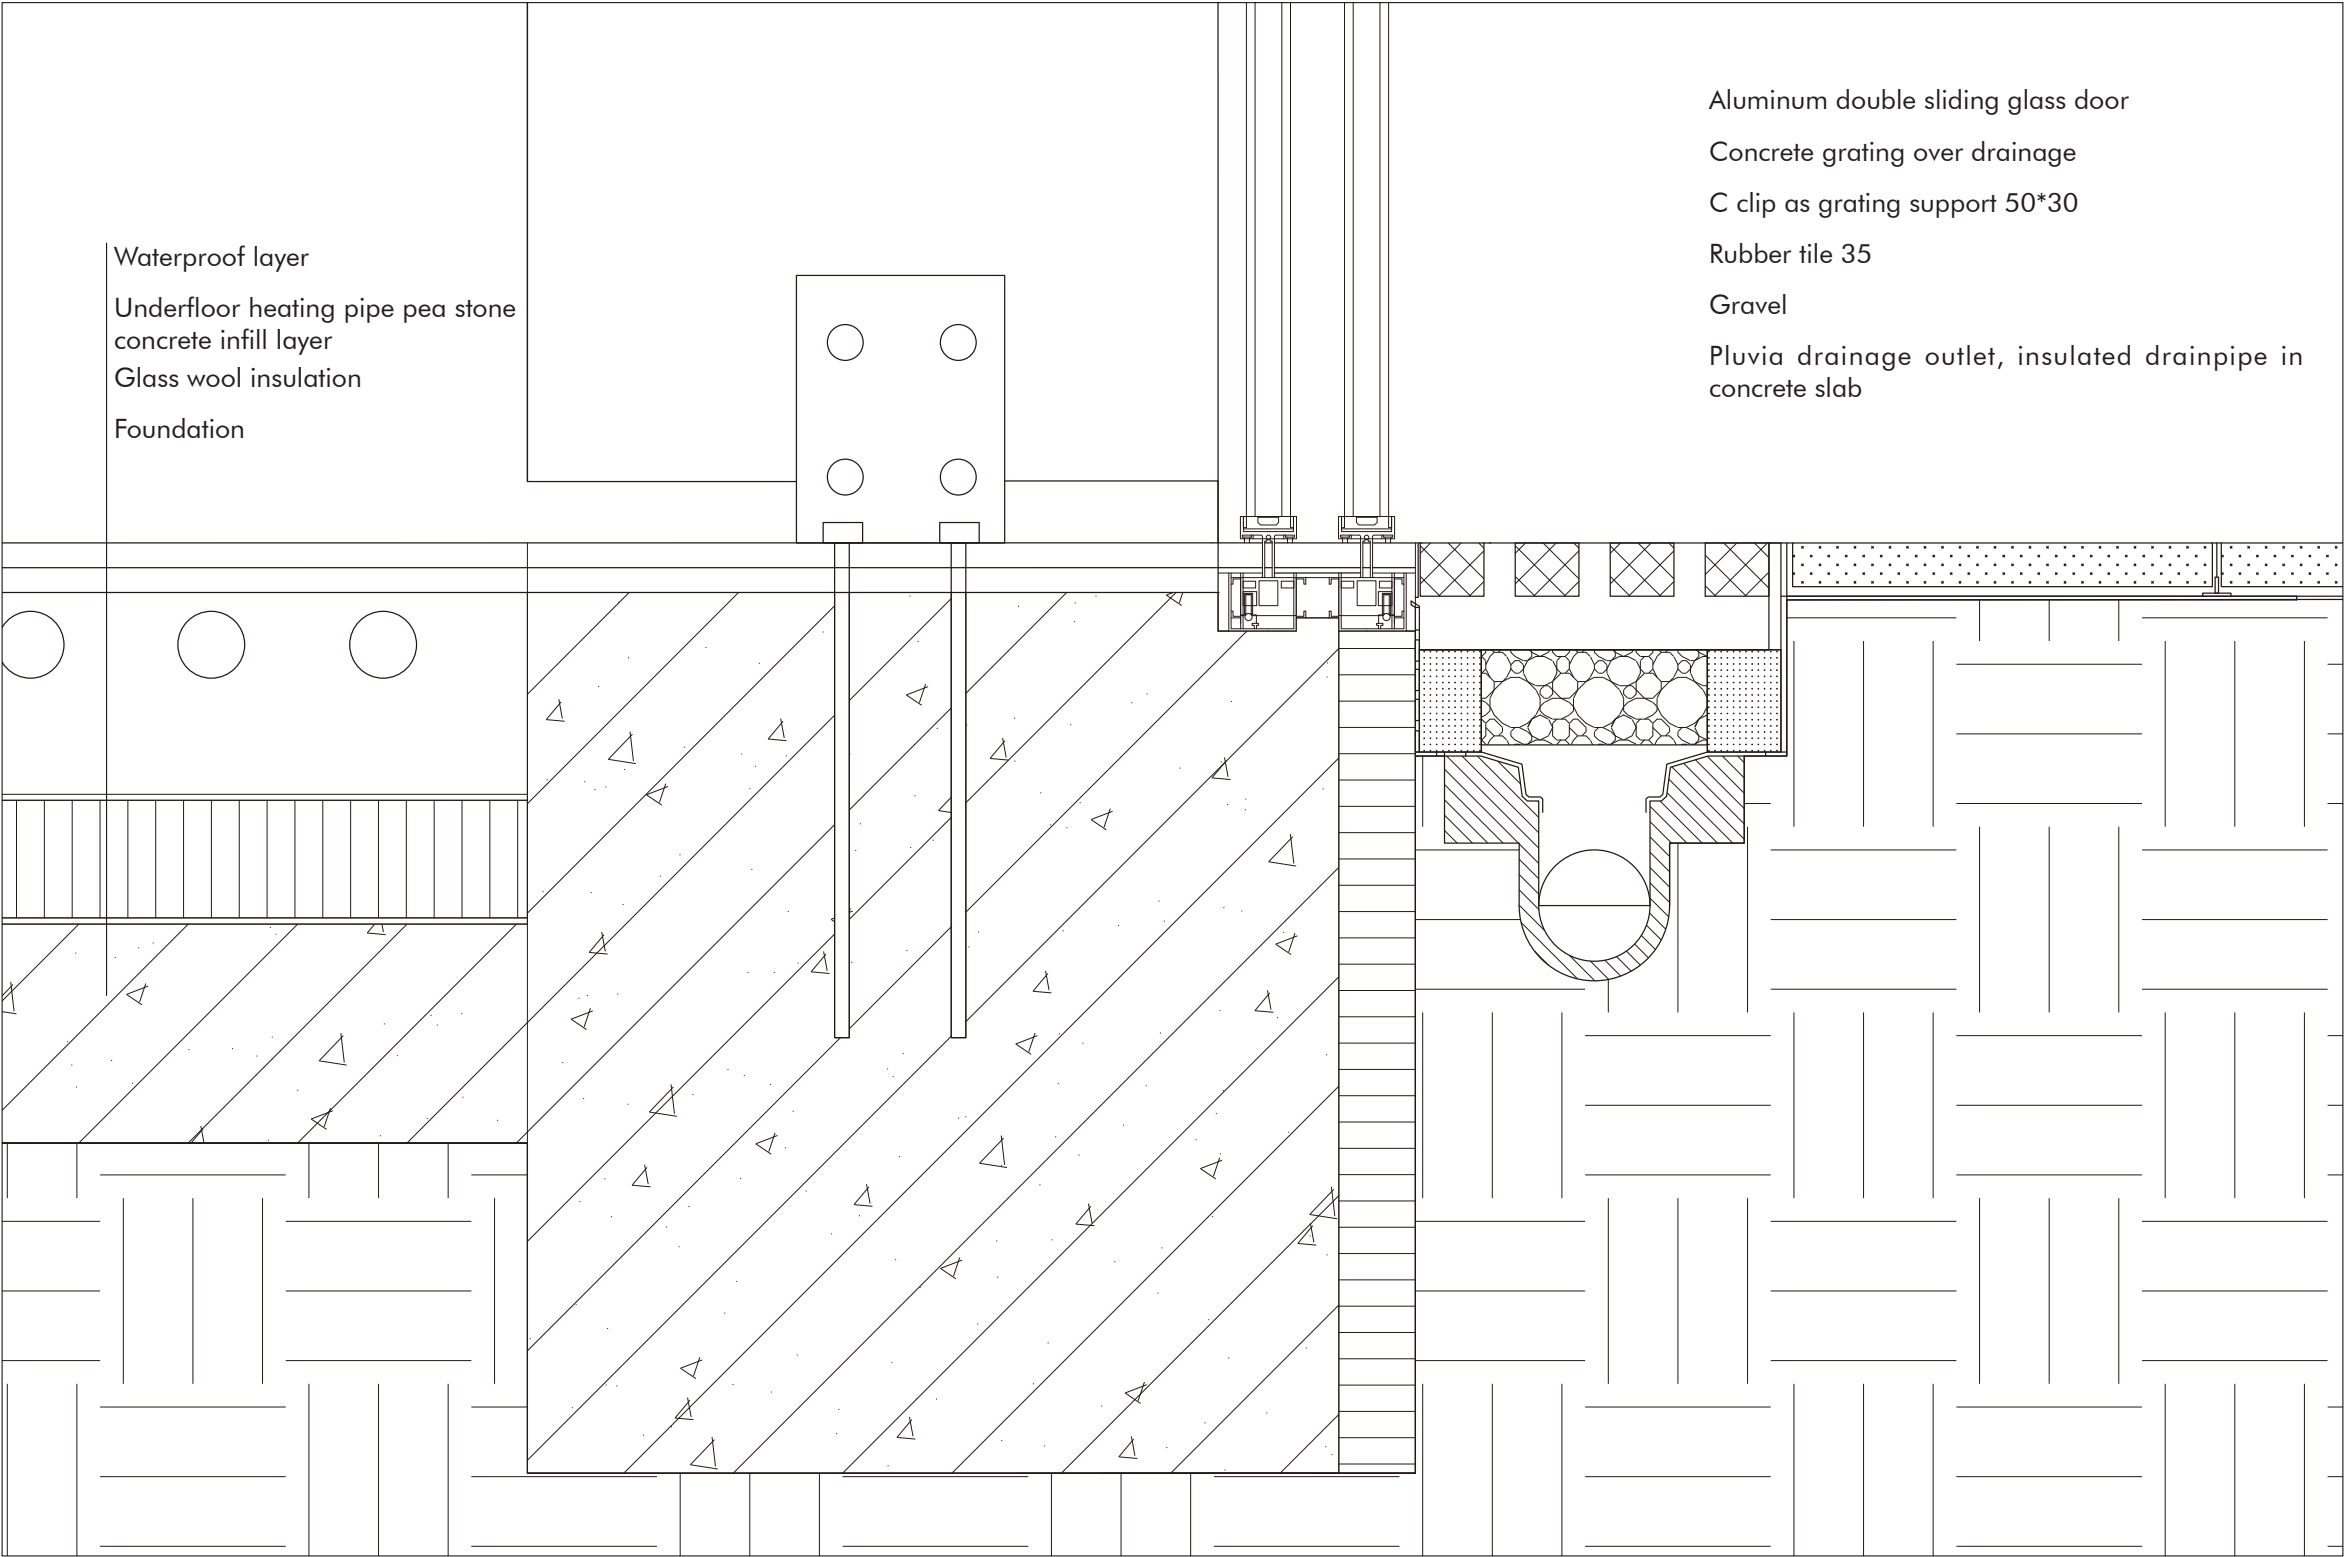 Waterproof layer
Underfloor heating pipe pea stone
concrete infill layer
Glass wool insulation
Foundation
Aluminum double sliding glass door
Concrete grating over drainage
C clip as grating support 50*30
Rubber tile 35
Gravel
Pluvia drainage outlet, insulated drainpipe in
concrete slab